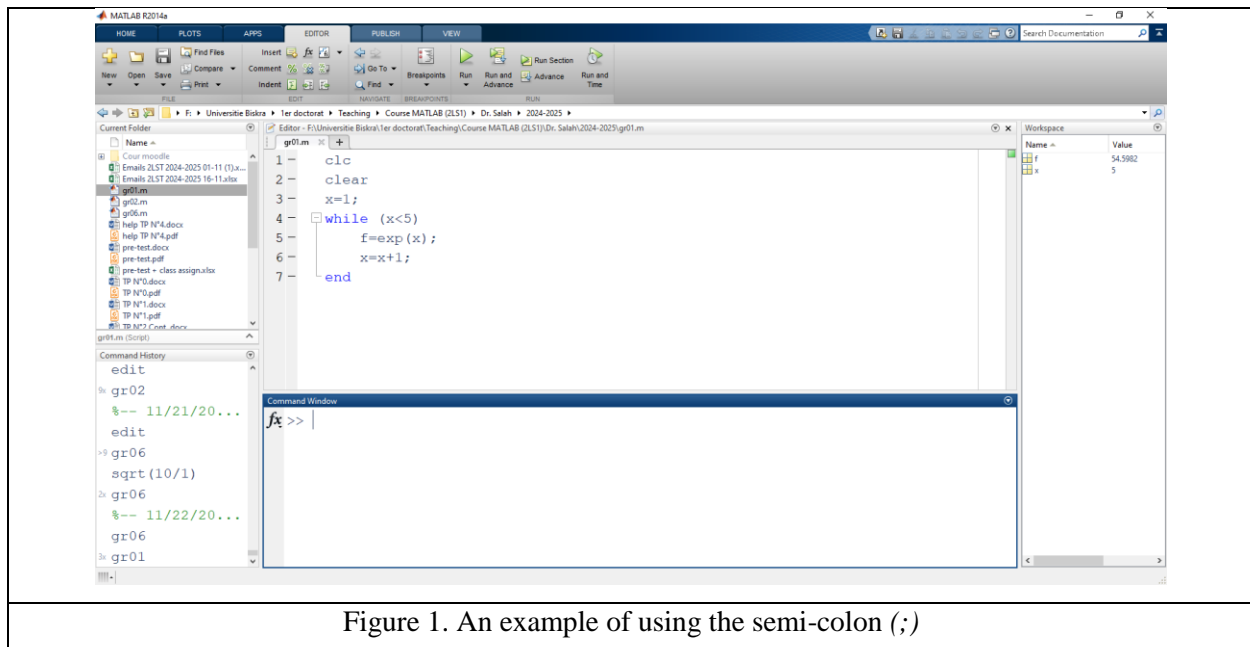 MATLAB R2014a
HOME PLOTS APPS EDITOR PUBLISH VIEW
Search Documentation
New Open Save Find Files Compare Print
Insert Comment Indent
Go To Find
Breakpoints Run Run and Advance Run Section Advance Run and Time
FILE EDIT NAVIGATE BREAKPOINTS RUN
F: Universitie Biskra 1er doctorat Teaching Course MATLAB (2LS1) Dr. Salah 2024-2025
Current Folder
Name
Cour moodle
Emails 2LST 2024-2025 01-11 (1).x...
Emails 2LST 2024-2025 16-11.xlsx
gr01.m
gr02.m
gr06.m
help TP N°4.docx
help TP N°4.pdf
pre-test.docx
pre-test.pdf
pre-test + class assign.xlsx
TP N°0.docx
TP N°0.pdf
TP N°1.docx
TP N°1.pdf
TP N°2 Cont .docx
gr01.m (Script)
Command History
edit
9x gr02
%-- 11/21/20...
edit
>9 gr06
sqrt(10/1)
2x gr06
%-- 11/22/20...
gr06
3x gr01
Editor - F:\Universitie Biskra\1er doctorat\Teaching\Course MATLAB (2LS1)\Dr. Salah\2024-2025\gr01.m
gr01.m
1 – clc
2 – clear
3 – x=1;
4 – while (x<5)
5 – f=exp(x);
6 – x=x+1;
7 – end
Command Window
fx >>
Workspace
Name Value
f 54.5982
x 5
Figure 1. An example of using the semi-colon (;)